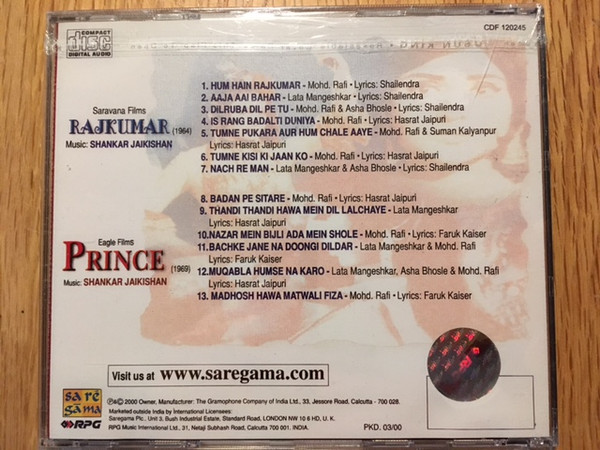 COMPACT
disc
DIGITAL AUDIO
CDF 120245
Saravana Films
RAJKUMAR (1964)
Music: SHANKAR JAIKISHAN
1. HUM HAIN RAJKUMAR - Mohd. Rafi • Lyrics: Shailendra
2. AAJA AAI BAHAR - Lata Mangeshkar • Lyrics: Shailendra
3. DILRUBA DIL PE TU - Mohd. Rafi & Asha Bhosle • Lyrics: Shailendra
4. IS RANG BADALTI DUNIYA - Mohd. Rafi • Lyrics: Hasrat Jaipuri
5. TUMNE PUKARA AUR HUM CHALE AAYE - Mohd. Rafi & Suman Kalyanpur
Lyrics: Hasrat Jaipuri
6. TUMNE KISI KI JAAN KO - Mohd. Rafi • Lyrics: Hasrat Jaipuri
7. NACH RE MAN - Lata Mangeshkar & Asha Bhosle • Lyrics: Shailendra
Eagle Films
PRINCE (1969)
Music: SHANKAR JAIKISHAN
8. BADAN PE SITARE - Mohd. Rafi • Lyrics: Hasrat Jaipuri
9. THANDI THANDI HAWA MEIN DIL LALCHAYE - Lata Mangeshkar
Lyrics: Hasrat Jaipuri
10.NAZAR MEIN BIJLI ADA MEIN SHOLE - Mohd. Rafi • Lyrics: Faruk Kaiser
11.BACHKE JANE NA DOONGI DILDAR - Lata Mangeshkar & Mohd. Rafi
Lyrics: Faruk Kaiser
12.MUQABLA HUMSE NA KARO - Lata Mangeshkar, Asha Bhosle & Mohd. Rafi
Lyrics: Hasrat Jaipuri
13. MADHOSH HAWA MATWALI FIZA - Mohd. Rafi • Lyrics: Faruk Kaiser
Visit us at www.saregama.com
sa re
gama
RPG
℗© 2000 Owner, Manufacturer: The Gramophone Company of India Ltd., 33, Jessore Road, Calcutta - 700 028.
Marketed outside India by International Licensees:
Saregama Plc., Unit 3, Bush Industrial Estate, Standard Road, LONDON NW 10 6 HD, U. K.
RPG Music International Ltd., 31, Netaji Subhash Road, Calcutta 700 001. INDIA.
PKD. 03/00